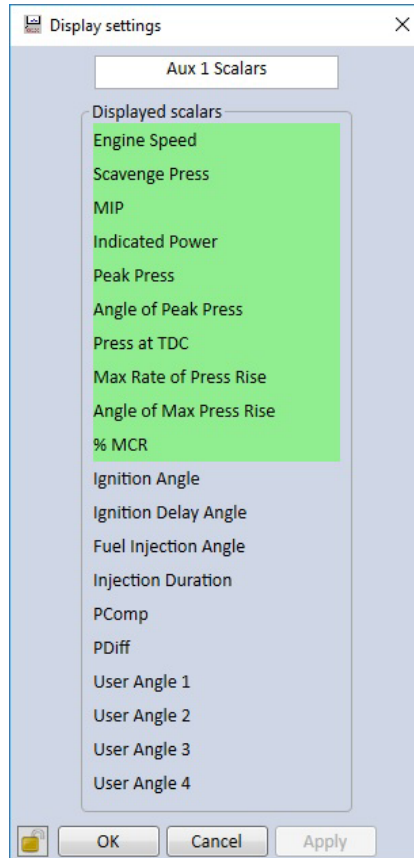 Display settings
Aux 1 Scalars
Displayed scalars
Engine Speed
Scavenge Press
MIP
Indicated Power
Peak Press
Angle of Peak Press
Press at TDC
Max Rate of Press Rise
Angle of Max Press Rise
% MCR
Ignition Angle
Ignition Delay Angle
Fuel Injection Angle
Injection Duration
PComp
PDiff
User Angle 1
User Angle 2
User Angle 3
User Angle 4
OK Cancel Apply